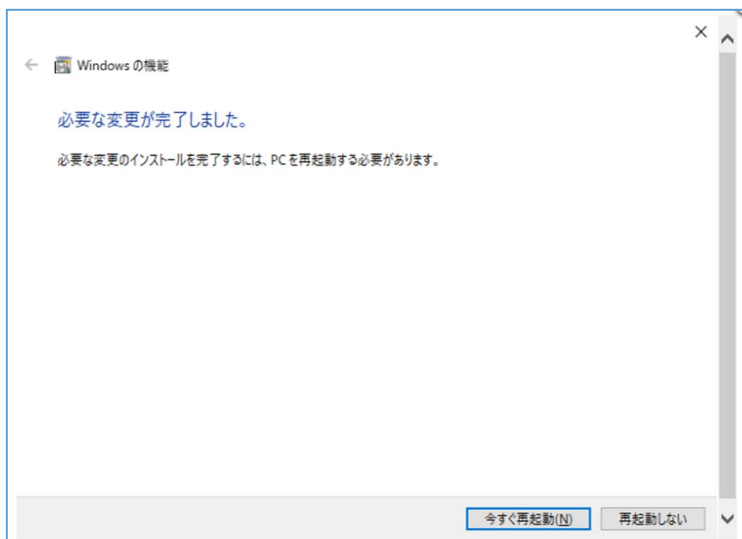 Windows の機能
必要な変更が完了しました。
必要な変更のインストールを完了するには、PC を再起動する必要があります。
今すぐ再起動(N)
再起動しない